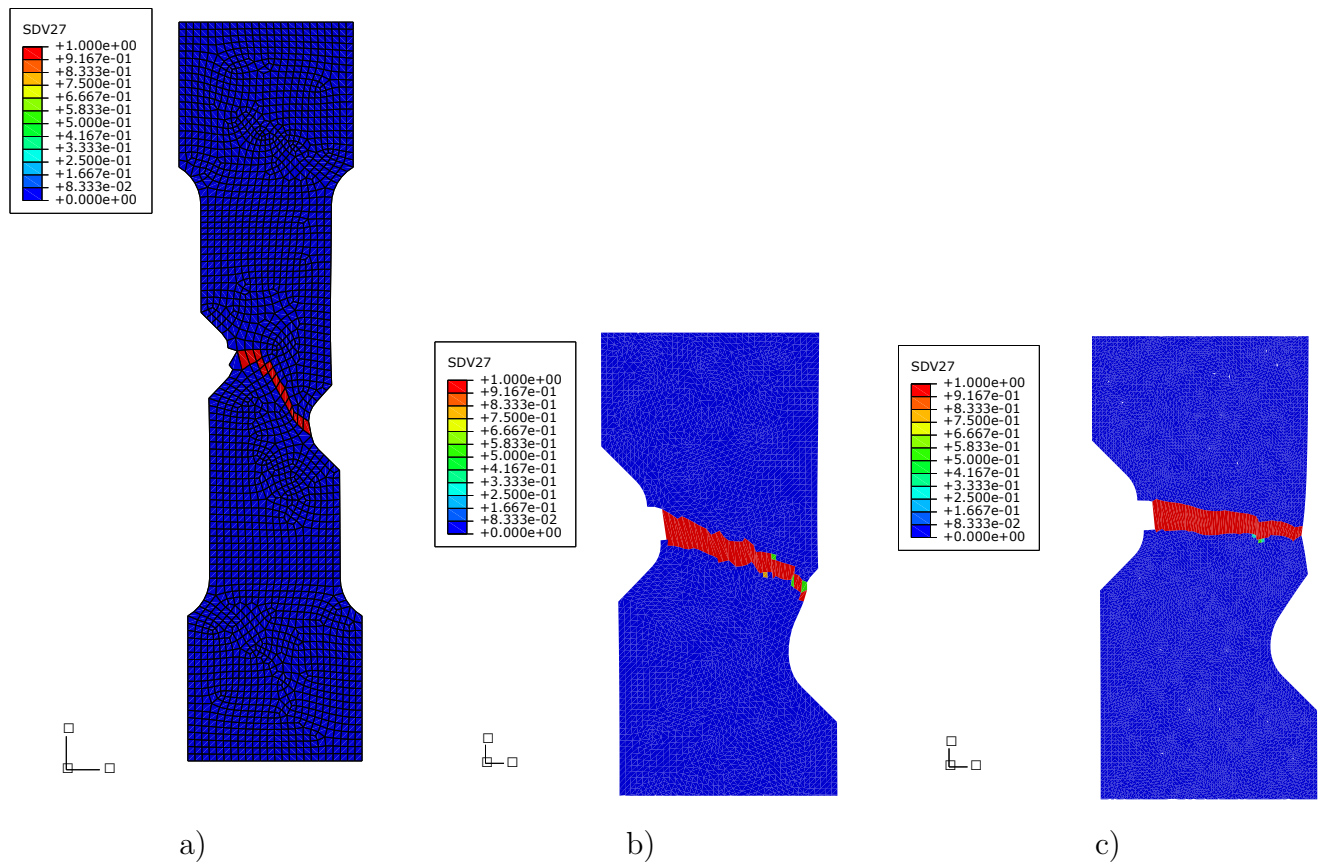 SDV27
+1.000e+00
+9.167e-01
+8.333e-01
+7.500e-01
+6.667e-01
+5.833e-01
+5.000e-01
+4.167e-01
+3.333e-01
+2.500e-01
+1.667e-01
+8.333e-02
+0.000e+00
SDV27
+1.000e+00
+9.167e-01
+8.333e-01
+7.500e-01
+6.667e-01
+5.833e-01
+5.000e-01
+4.167e-01
+3.333e-01
+2.500e-01
+1.667e-01
+8.333e-02
+0.000e+00
SDV27
+1.000e+00
+9.167e-01
+8.333e-01
+7.500e-01
+6.667e-01
+5.833e-01
+5.000e-01
+4.167e-01
+3.333e-01
+2.500e-01
+1.667e-01
+8.333e-02
+0.000e+00
a)
b)
c)